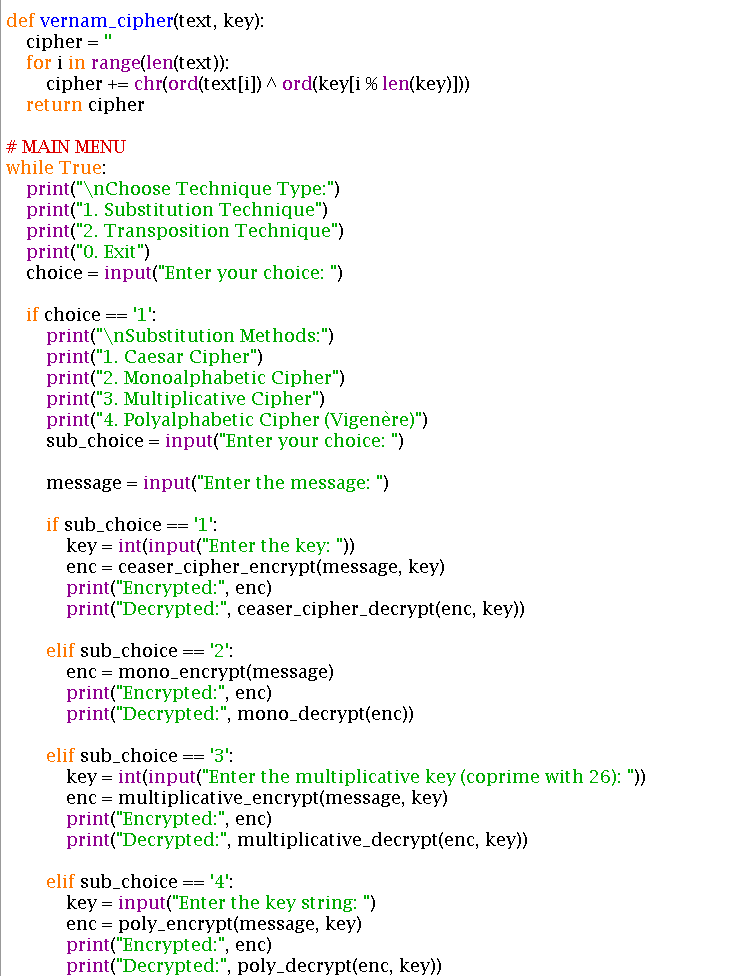 def vernam_cipher(text, key):
    cipher = ''
    for i in range(len(text)):
        cipher += chr(ord(text[i]) ^ ord(key[i % len(key)]))
    return cipher

# MAIN MENU
while True:
    print("\nChoose Technique Type:")
    print("1. Substitution Technique")
    print("2. Transposition Technique")
    print("0. Exit")
    choice = input("Enter your choice: ")

    if choice == '1':
        print("\nSubstitution Methods:")
        print("1. Caesar Cipher")
        print("2. Monoalphabetic Cipher")
        print("3. Multiplicative Cipher")
        print("4. Polyalphabetic Cipher (Vigenère)")
        sub_choice = input("Enter your choice: ")

        message = input("Enter the message: ")

        if sub_choice == '1':
            key = int(input("Enter the key: "))
            enc = ceaser_cipher_encrypt(message, key)
            print("Encrypted:", enc)
            print("Decrypted:", ceaser_cipher_decrypt(enc, key))

        elif sub_choice == '2':
            enc = mono_encrypt(message)
            print("Encrypted:", enc)
            print("Decrypted:", mono_decrypt(enc))

        elif sub_choice == '3':
            key = int(input("Enter the multiplicative key (coprime with 26): "))
            enc = multiplicative_encrypt(message, key)
            print("Encrypted:", enc)
            print("Decrypted:", multiplicative_decrypt(enc, key))

        elif sub_choice == '4':
            key = input("Enter the key string: ")
            enc = poly_encrypt(message, key)
            print("Encrypted:", enc)
            print("Decrypted:", poly_decrypt(enc, key))